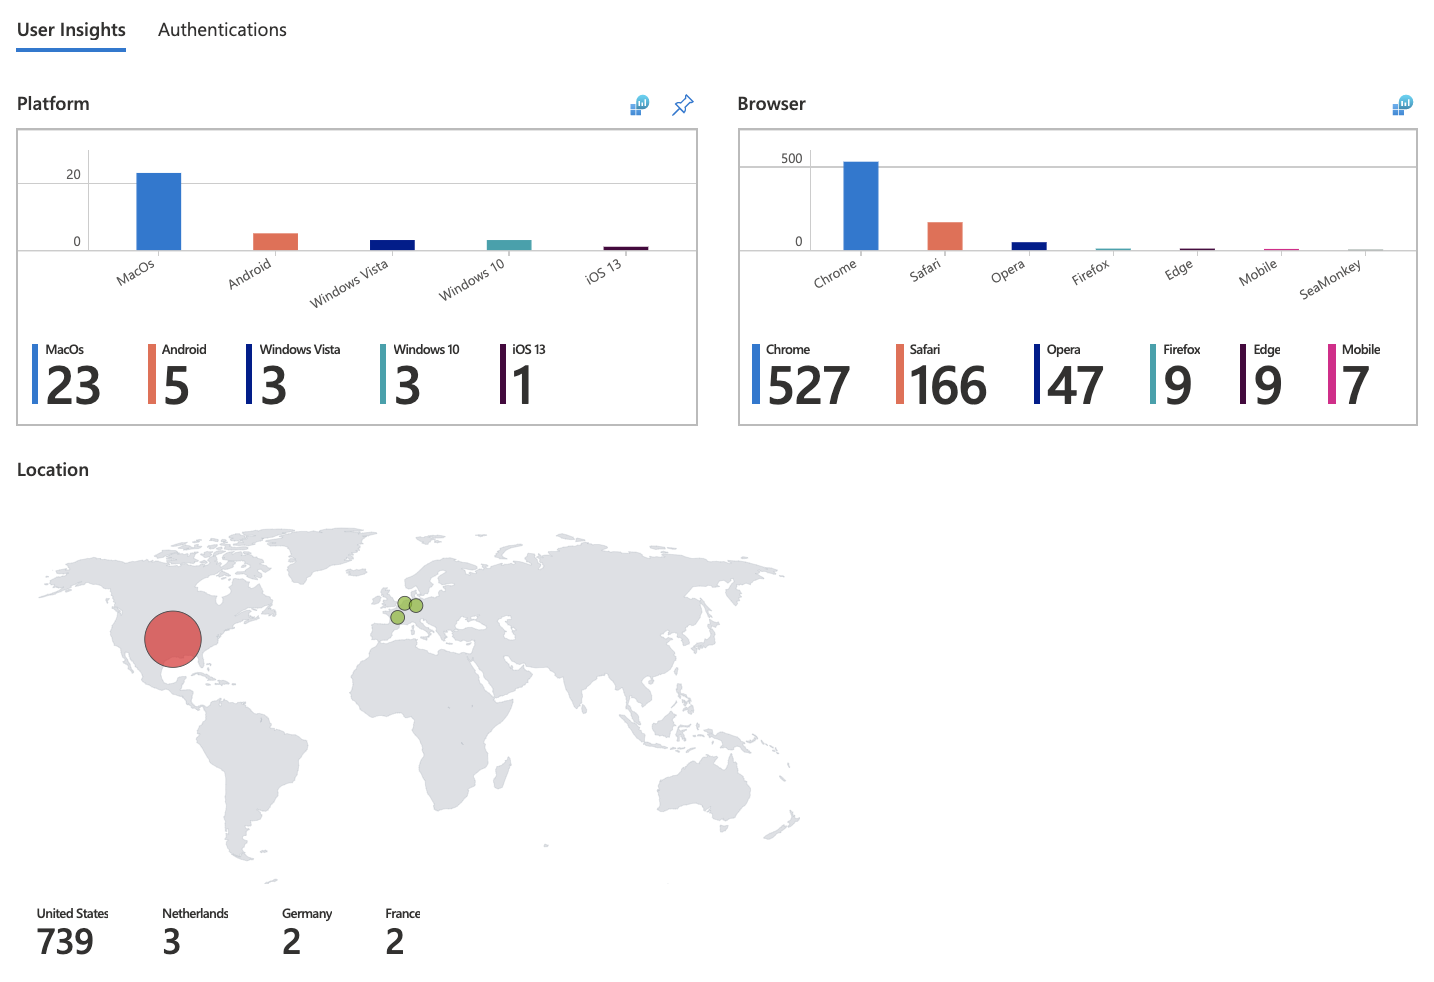 User Insights Authentications
Platform
20
0
MacOs Android Windows Vista Windows 10 iOS 13
MacOs Android Windows Vista Windows 10 iOS 13
23 5 3 3 1
Browser
500
0
Chrome Safari Opera Firefox Edge Mobile SeaMonkey
Chrome Safari Opera Firefox Edge Mobile
527 166 47 9 9 7
Location
United States Netherlands Germany France
739 3 2 2